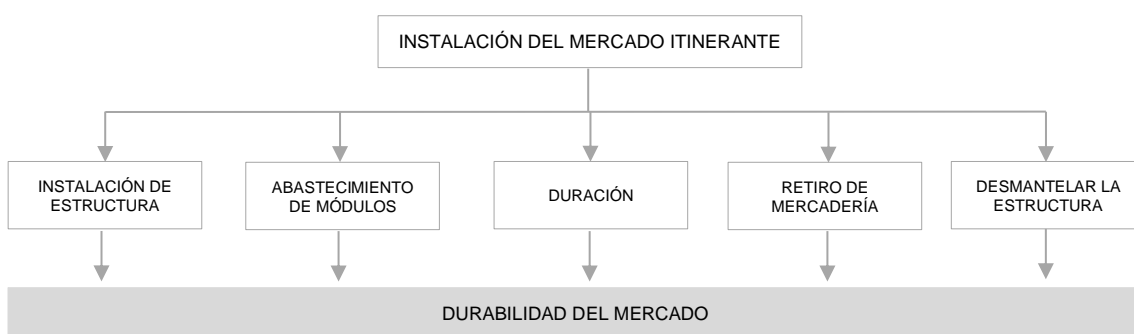 INSTALACIÓN DEL MERCADO ITINERANTE
INSTALACIÓN DE
ESTRUCTURA
ABASTECIMIENTO
DE MÓDULOS
DURACIÓN
RETIRO DE
MERCADERÍA
DESMANTELAR LA
ESTRUCTURA
DURABILIDAD DEL MERCADO